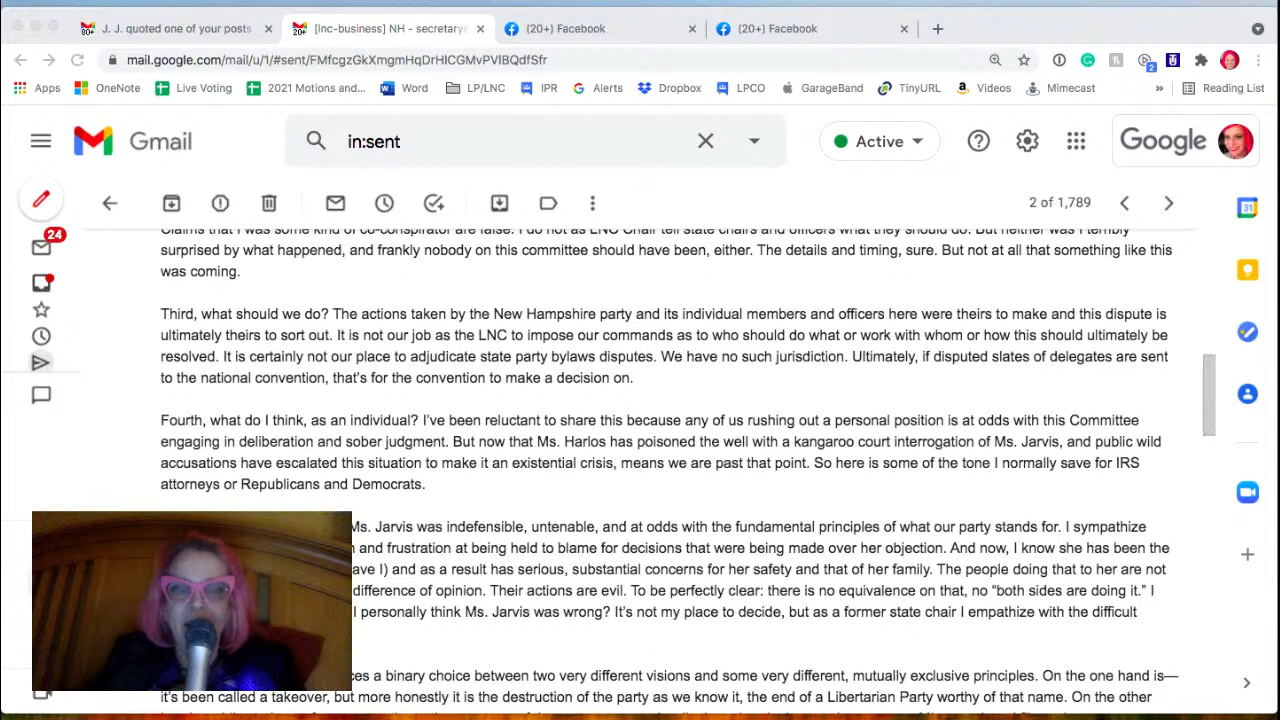 J. J. quoted one of your posts
[lnc-business] NH - secretary
(20+) Facebook
(20+) Facebook
mail.google.com/mail/u/1/#sent/FMfcgzGkXmgmHqDrHlCGMvPVlBQdfSfr
Apps OneNote Live Voting 2021 Motions and... Word LP/LNC IPR Alerts Dropbox LPCO GarageBand TinyURL Videos Mimecast » Reading List
Gmail in:sent Active Google
80+
20+
2
24
31
2 of 1,789
Claims that I was some kind of co-conspirator are false. I do not as LNC Chair tell state chairs and officers what they should do. But neither was I terribly
surprised by what happened, and frankly nobody on this committee should have been, either. The details and timing, sure. But not at all that something like this
was coming.
Third, what should we do? The actions taken by the New Hampshire party and its individual members and officers here were theirs to make and this dispute is
ultimately theirs to sort out. It is not our job as the LNC to impose our commands as to who should do what or work with whom or how this should ultimately be
resolved. It is certainly not our place to adjudicate state party bylaws disputes. We have no such jurisdiction. Ultimately, if disputed slates of delegates are sent
to the national convention, that's for the convention to make a decision on.
Fourth, what do I think, as an individual? I've been reluctant to share this because any of us rushing out a personal position is at odds with this Committee
engaging in deliberation and sober judgment. But now that Ms. Harlos has poisoned the well with a kangaroo court interrogation of Ms. Jarvis, and public wild
accusations have escalated this situation to make it an existential crisis, means we are past that point. So here is some of the tone I normally save for IRS
attorneys or Republicans and Democrats.
Ms. Jarvis was indefensible, untenable, and at odds with the fundamental principles of what our party stands for. I sympathize
and frustration at being held to blame for decisions that were being made over her objection. And now, I know she has been the
ave I) and as a result has serious, substantial concerns for her safety and that of her family. The people doing that to her are not
difference of opinion. Their actions are evil. To be perfectly clear: there is no equivalence on that, no “both sides are doing it.” I
I personally think Ms. Jarvis was wrong? It's not my place to decide, but as a former state chair I empathize with the difficult
ces a binary choice between two very different visions and some very different, mutually exclusive principles. On the one hand is—
it's been called a takeover, but more honestly it is the destruction of the party as we know it, the end of a Libertarian Party worthy of that name. On the other